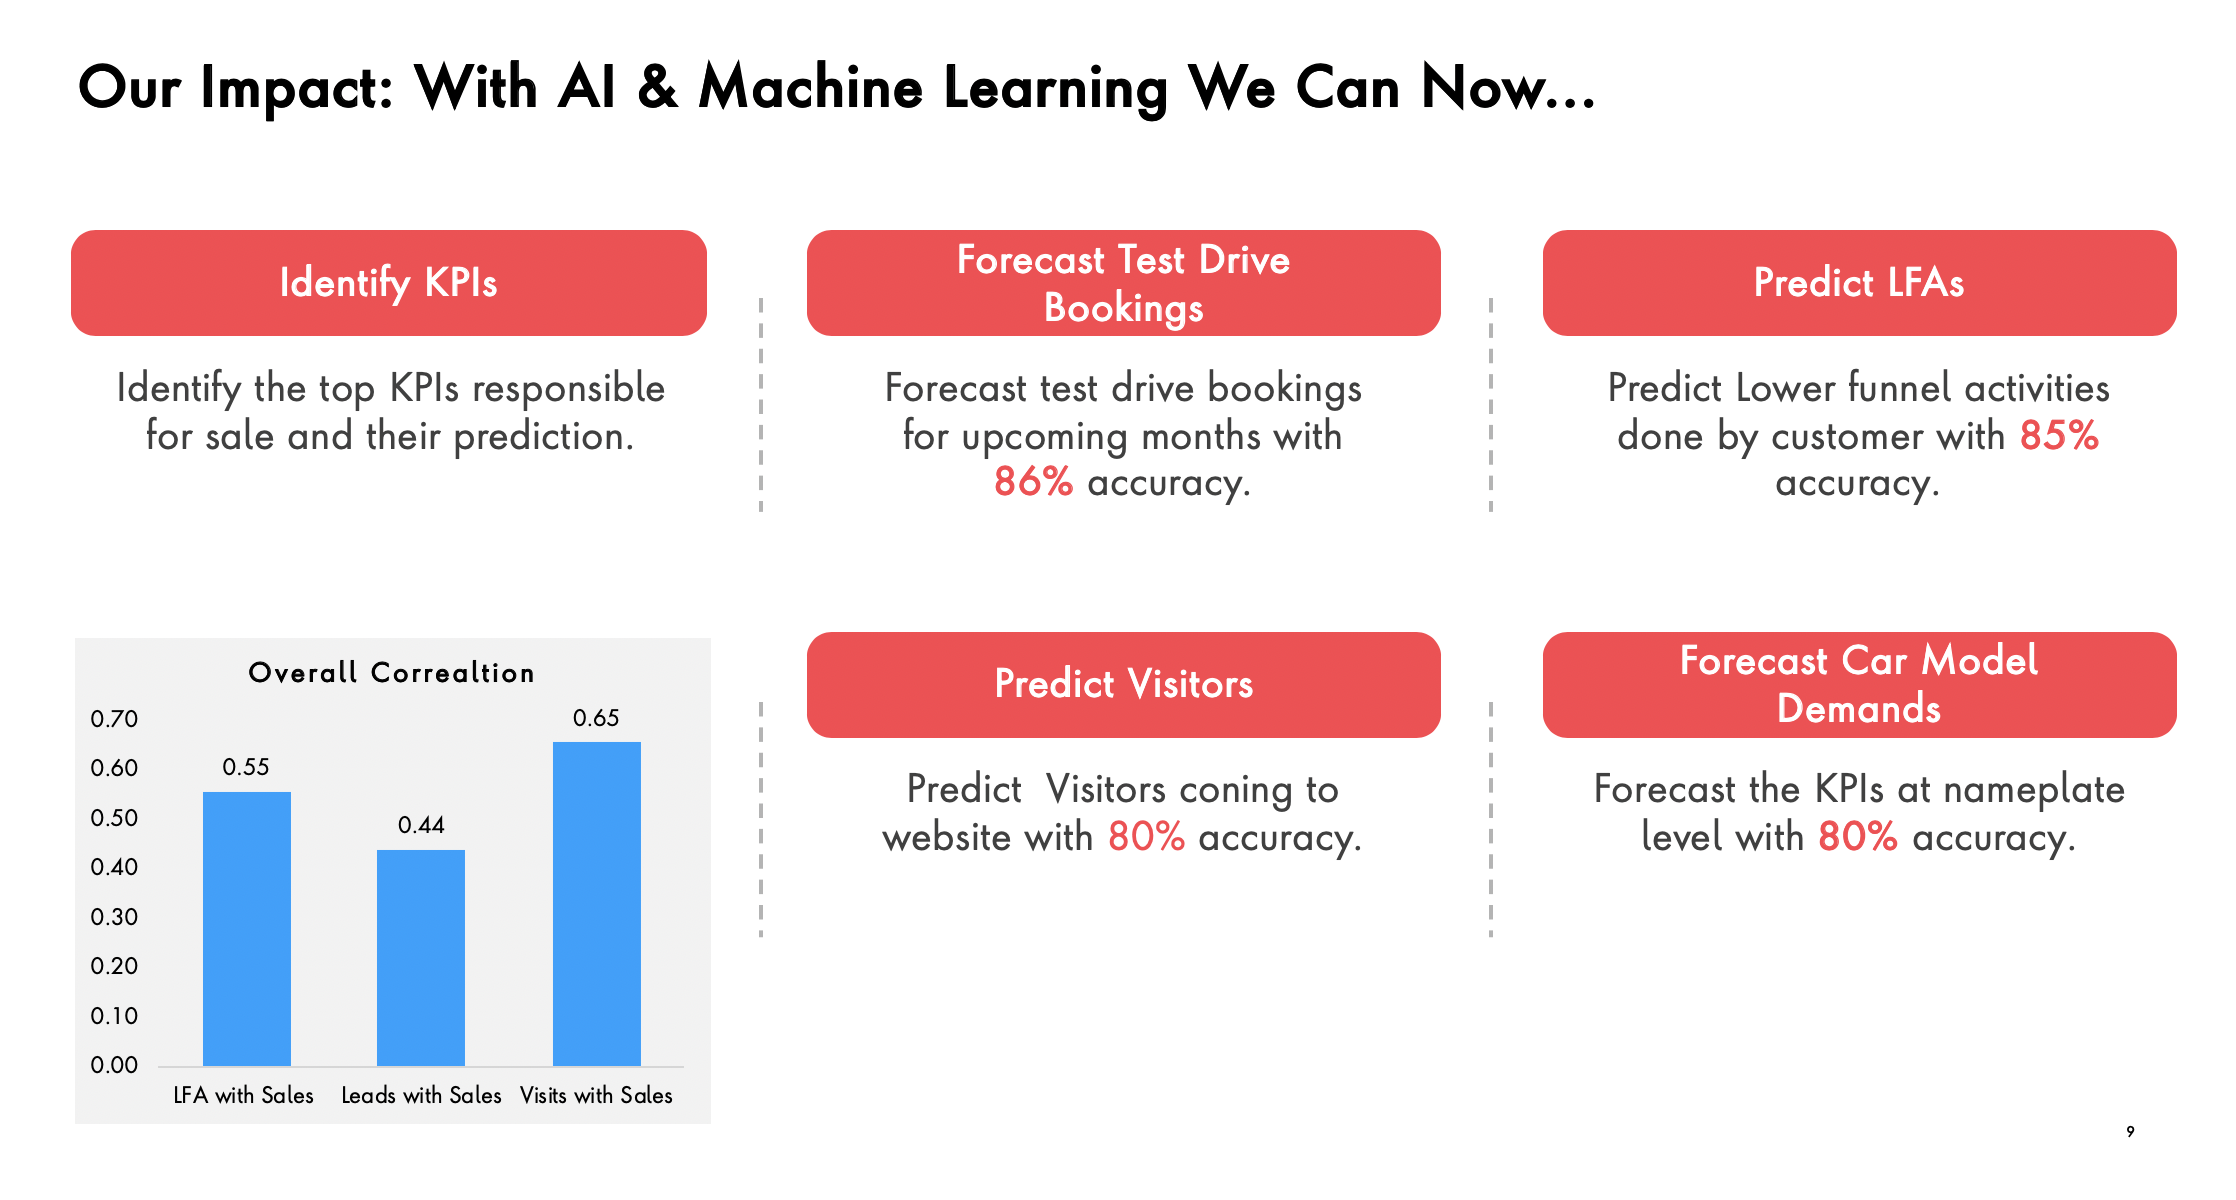 Our Impact: With AI & Machine Learning We Can Now...
Identify KPIs
Identify the top KPIs responsible
for sale and their prediction.
Forecast Test Drive
Bookings
Forecast test drive bookings
for upcoming months with
86% accuracy.
Predict LFAs
Predict Lower funnel activities
done by customer with 85%
accuracy.
Overall Correaltion
0.70
0.60
0.50
0.40
0.30
0.20
0.10
0.00
0.55
0.44
0.65
LFA with Sales
Leads with Sales
Visits with Sales
Predict Visitors
Predict  Visitors coning to
website with 80% accuracy.
Forecast Car Model
Demands
Forecast the KPIs at nameplate
level with 80% accuracy.
9